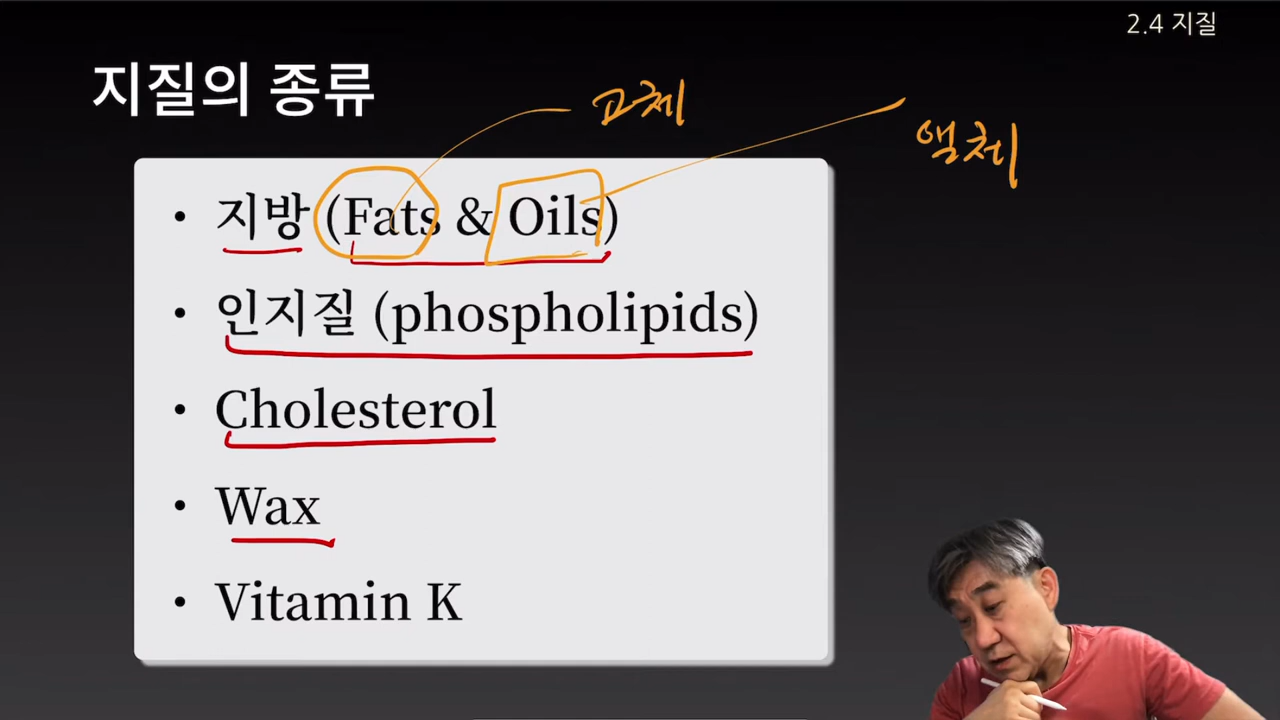 2.4 지질
지질의 종류
고체
액체
• 지방 (Fats & Oils)
• 인지질 (phospholipids)
• Cholesterol
• Wax
• Vitamin K